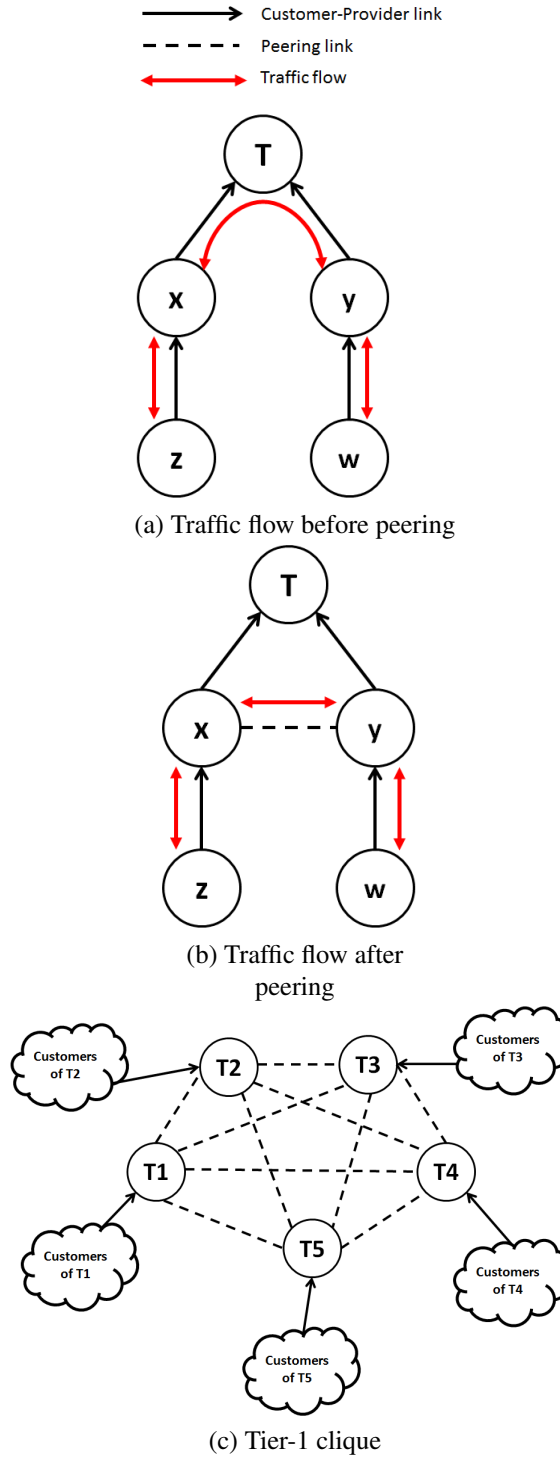 Customer-Provider link
Peering link
Traffic flow
T
x
y
z
w
(a) Traffic flow before peering
T
x
y
z
w
(b) Traffic flow after
peering
Customers
of T2
T2
T3
Customers
of T3
T1
T4
Customers
of T1
T5
Customers
of T4
Customers
of T5
(c) Tier-1 clique